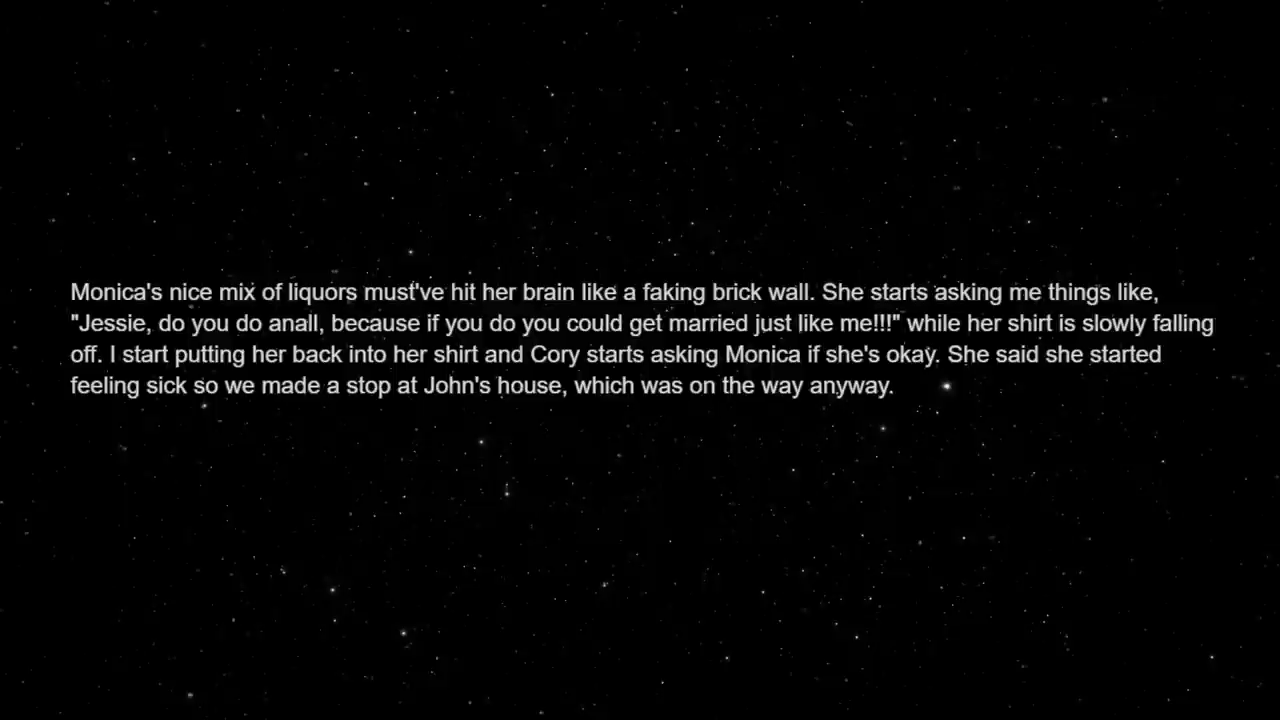 Monica's nice mix of liquors must've hit her brain like a faking brick wall. She starts asking me things like,
"Jessie, do you do anall, because if you do you could get married just like me!!!" while her shirt is slowly falling
off. I start putting her back into her shirt and Cory starts asking Monica if she's okay. She said she started
feeling sick so we made a stop at John's house, which was on the way anyway.